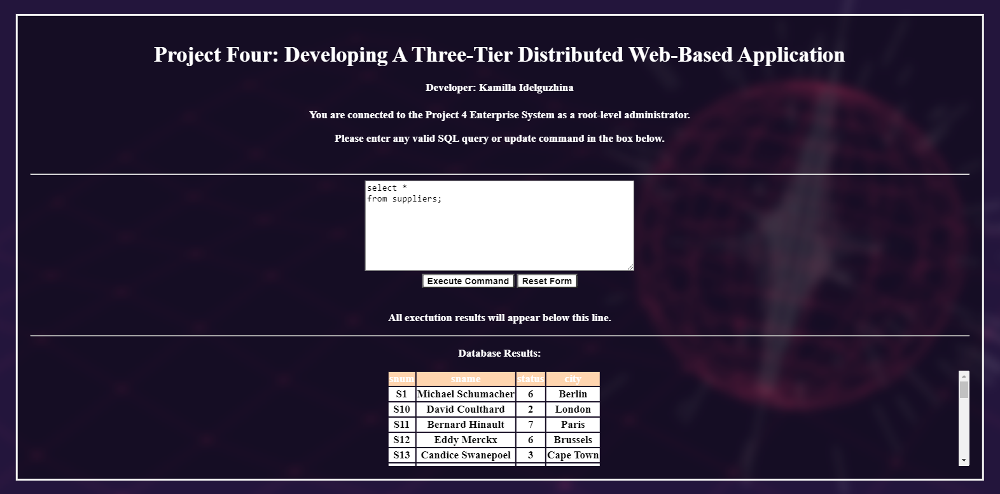 Project Four: Developing A Three-Tier Distributed Web-Based Application
Developer: Kamilla Idelguzhina
You are connected to the Project 4 Enterprise System as a root-level administrator.
Please enter any valid SQL query or update command in the box below.
select *
from suppliers;
Execute Command Reset Form
All exectution results will appear below this line.
Database Results:
snum sname status city
S1 Michael Schumacher 6 Berlin
S10 David Coulthard 2 London
S11 Bernard Hinault 7 Paris
S12 Eddy Merckx 6 Brussels
S13 Candice Swanepoel 3 Cape Town